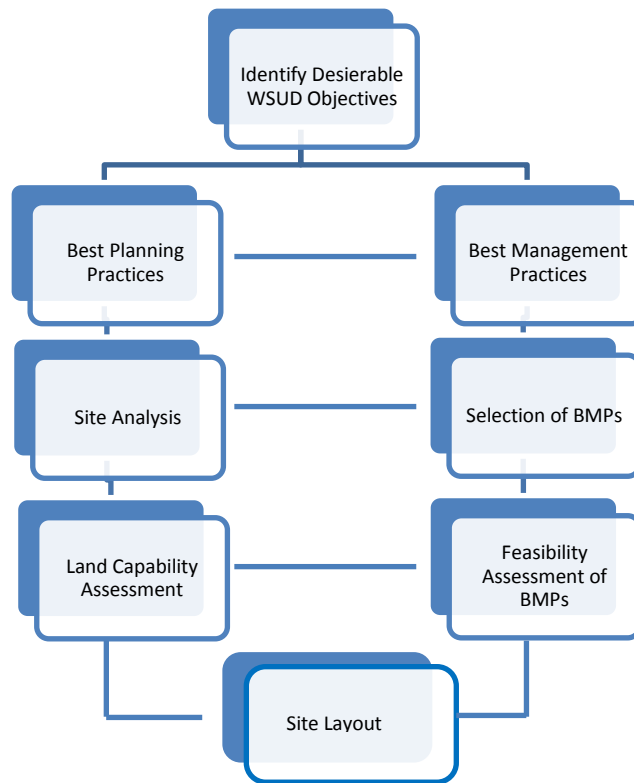 Identify Desierable
WSUD Objectives
Best Planning
Practices
Best Management
Practices
Site Analysis
Selection of BMPs
Land Capability
Assessment
Feasibility
Assessment of
BMPs
Site Layout